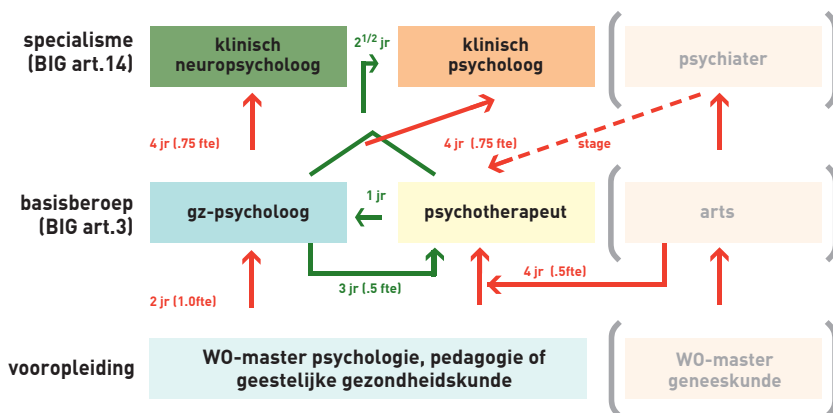 specialisme
(BIG art.14)
klinisch
neuropsycholoog
2 1/2 jr
klinisch
psycholoog
psychiater
4 jr (.75 fte)
4 jr (.75 fte)
stage
basisberoep
(BIG art.3)
gz-psycholoog
1 jr
psychotherapeut
arts
2 jr (1.0fte)
3 jr (.5 fte)
4 jr (.5fte)
vooropleiding
WO-master psychologie, pedagogie of
geestelijke gezondheidskunde
WO-master
geneeskunde